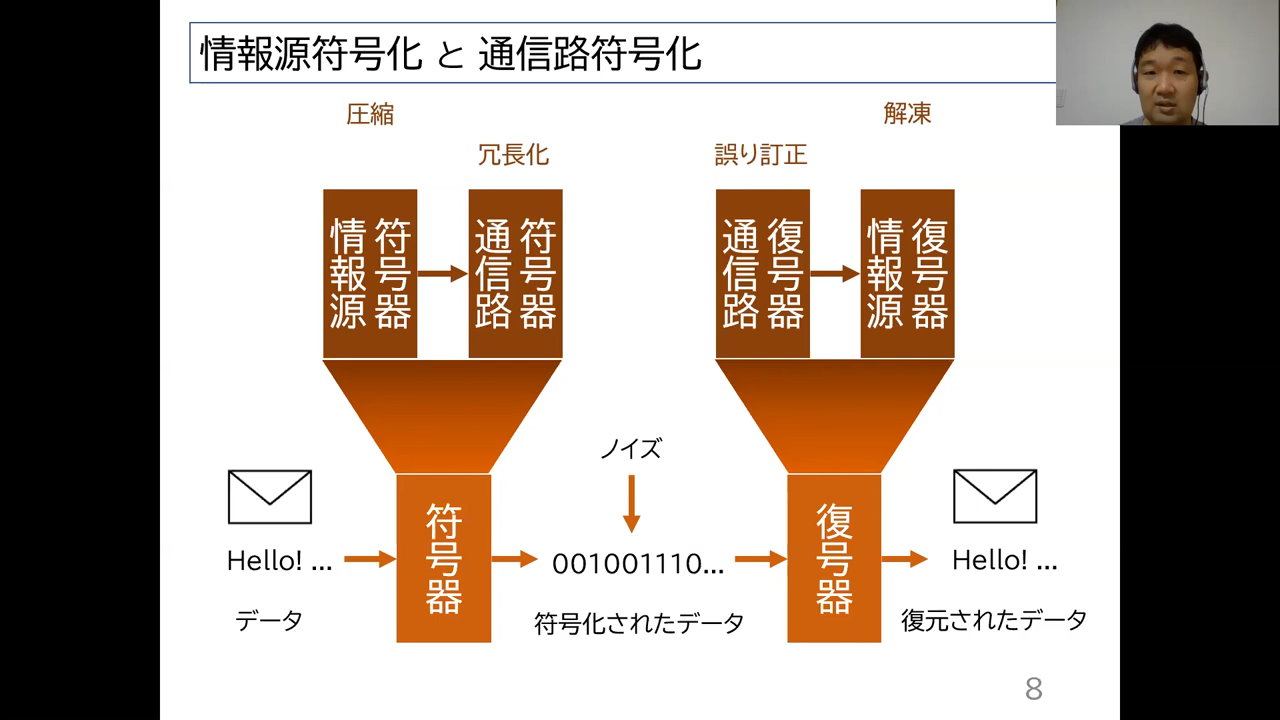 情報源符号化 と 通信路符号化
圧縮
解凍
冗長化
誤り訂正
情報源
符号器
通信路
符号器
通信路
復号器
情報源
復号器
ノイズ
符号器
復号器
Hello! ...
001001110...
Hello! ...
データ
符号化されたデータ
復元されたデータ
8